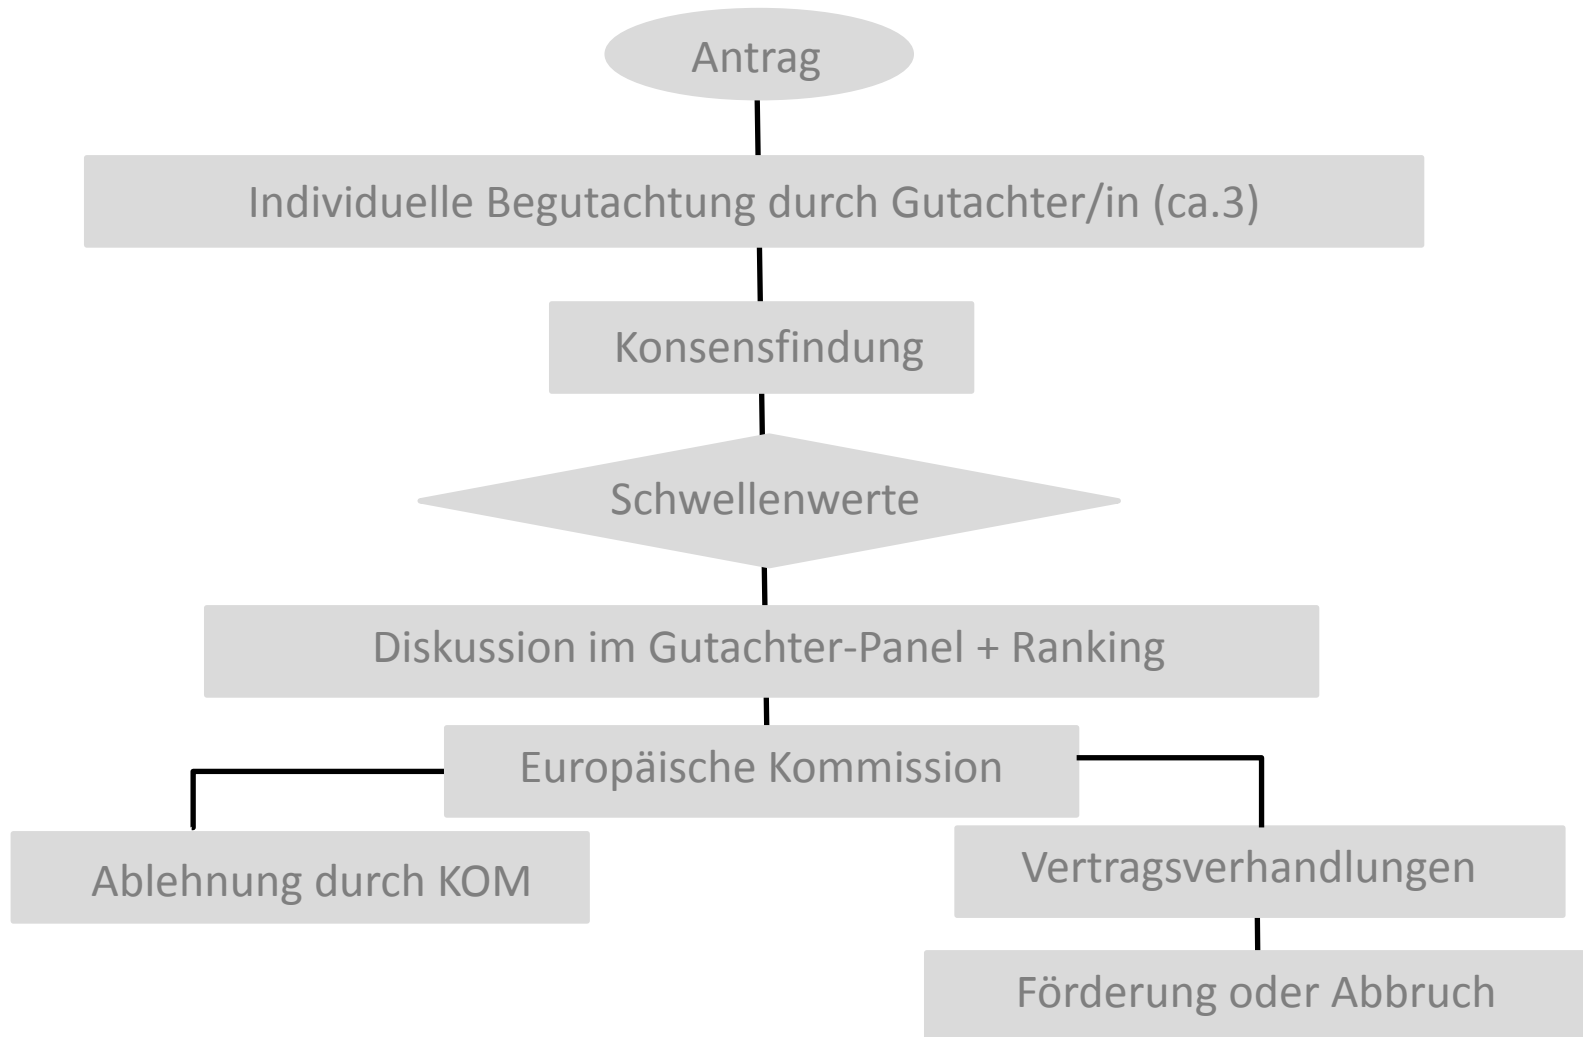 Antrag
Individuelle Begutachtung durch Gutachter/in (ca.3)
Konsensfindung
Schwellenwerte
Diskussion im Gutachter-Panel + Ranking
Europäische Kommission
Ablehnung durch KOM
Vertragsverhandlungen
Förderung oder Abbruch